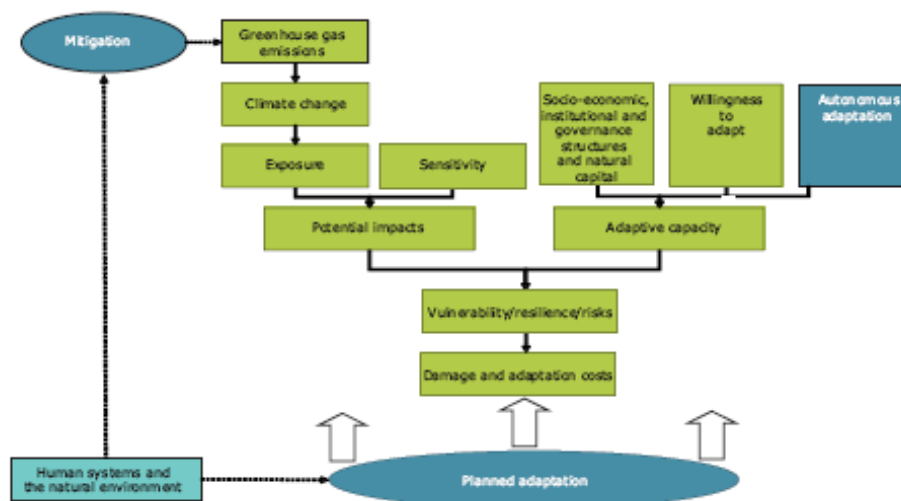 Mitigation
Greenhouse gas
emissions
Climate change
Exposure
Sensitivity
Socio-economic,
institutional and
governance
structures
and natural
capital
Willingness
to
adapt
Autonomous
adaptation
Potential impacts
Adaptive capacity
Vulnerability/resilience/risks
Damage and adaptation costs
Human systems and
the natural environment
Planned adaptation